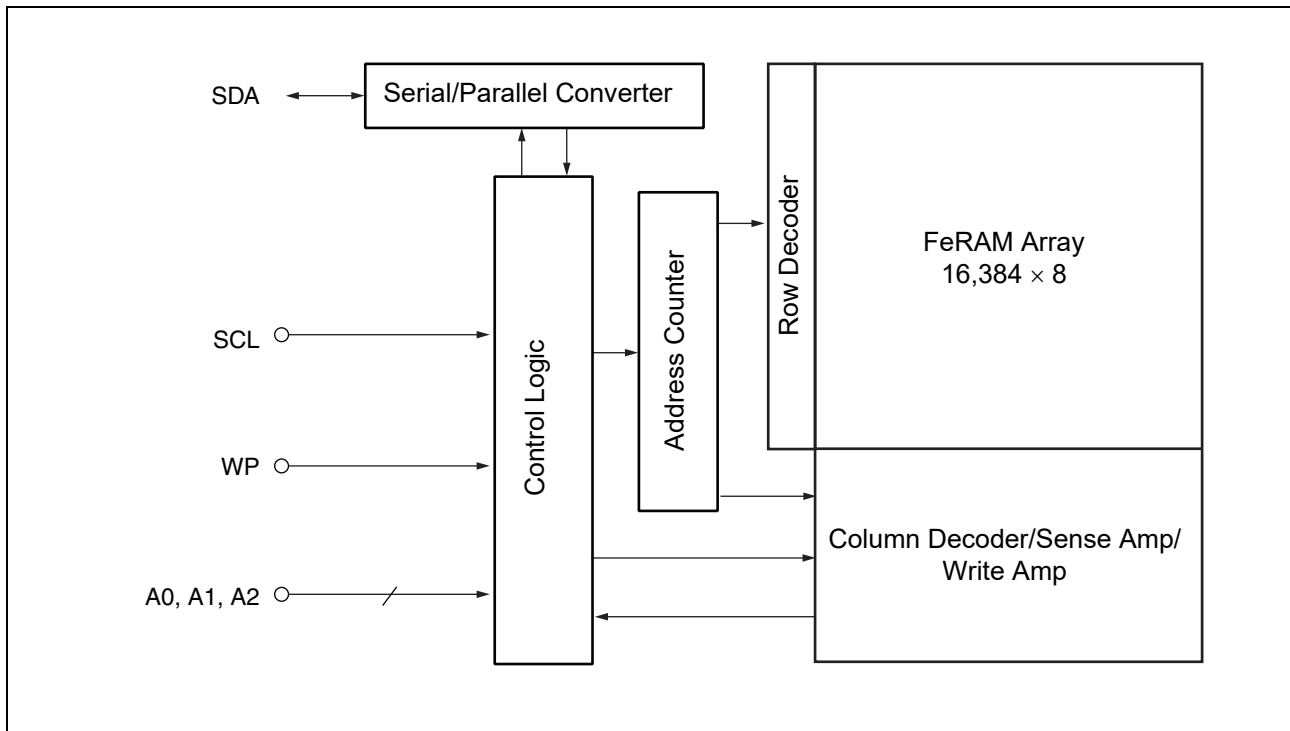 SDA
Serial/Parallel Converter
SCL
WP
A0, A1, A2
Control Logic
Address Counter
Row Decoder
FeRAM Array
16,384 × 8
Column Decoder/Sense Amp/
Write Amp